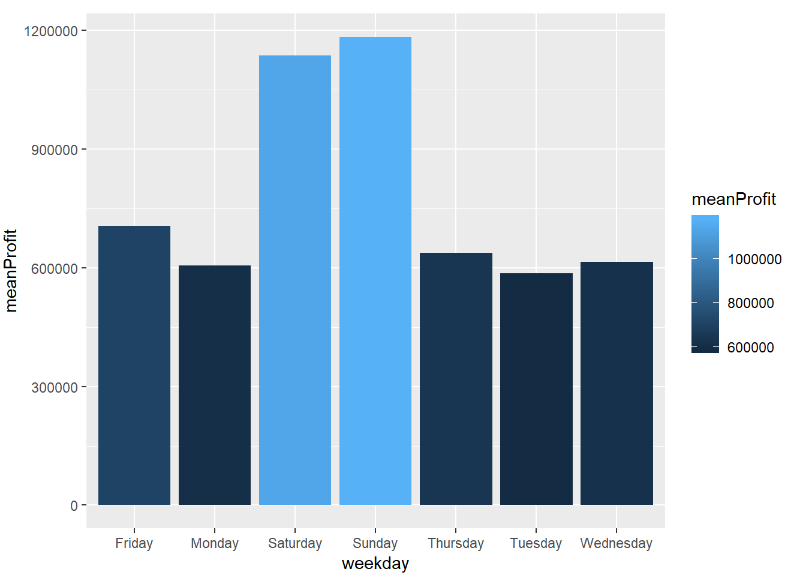 meanProfit
1200000
900000
600000
300000
0
Friday Monday Saturday Sunday Thursday Tuesday Wednesday
weekday
meanProfit
1000000
800000
600000